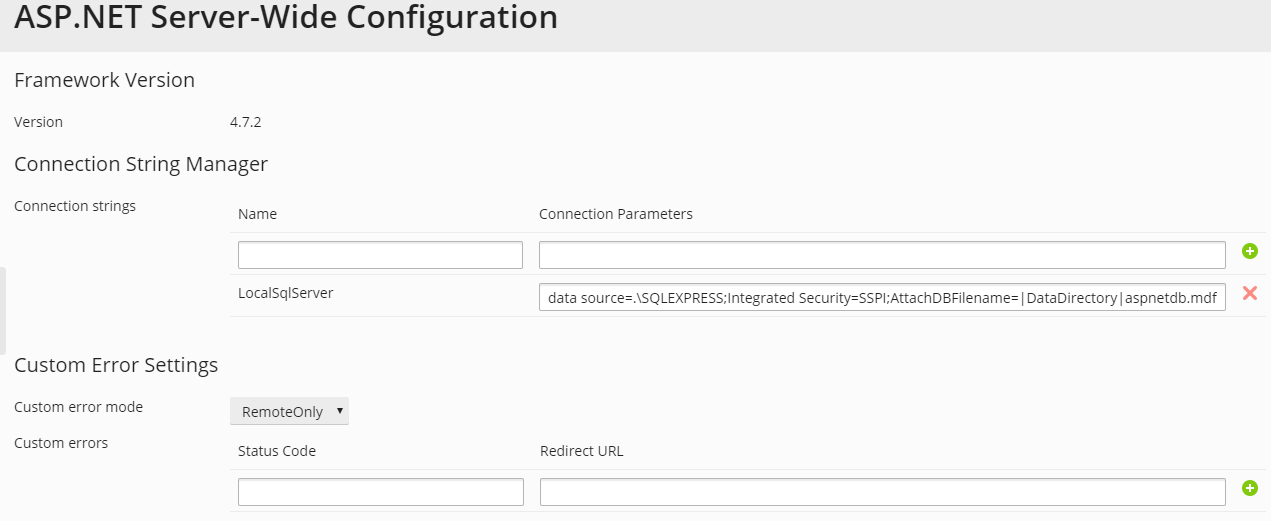 ASP.NET Server-Wide Configuration
Framework Version
Version 4.7.2
Connection String Manager
Connection strings
Name Connection Parameters
LocalSqlServer data source=.\SQLEXPRESS;Integrated Security=SSPI;AttachDBFilename=|DataDirectory|aspnetdb.mdf
Custom Error Settings
Custom error mode RemoteOnly
Custom errors
Status Code Redirect URL